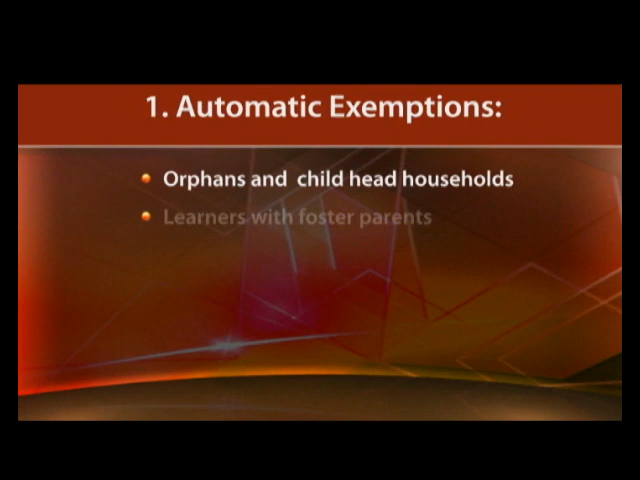 1. Automatic Exemptions:
Orphans and child head households
Learners with foster parents